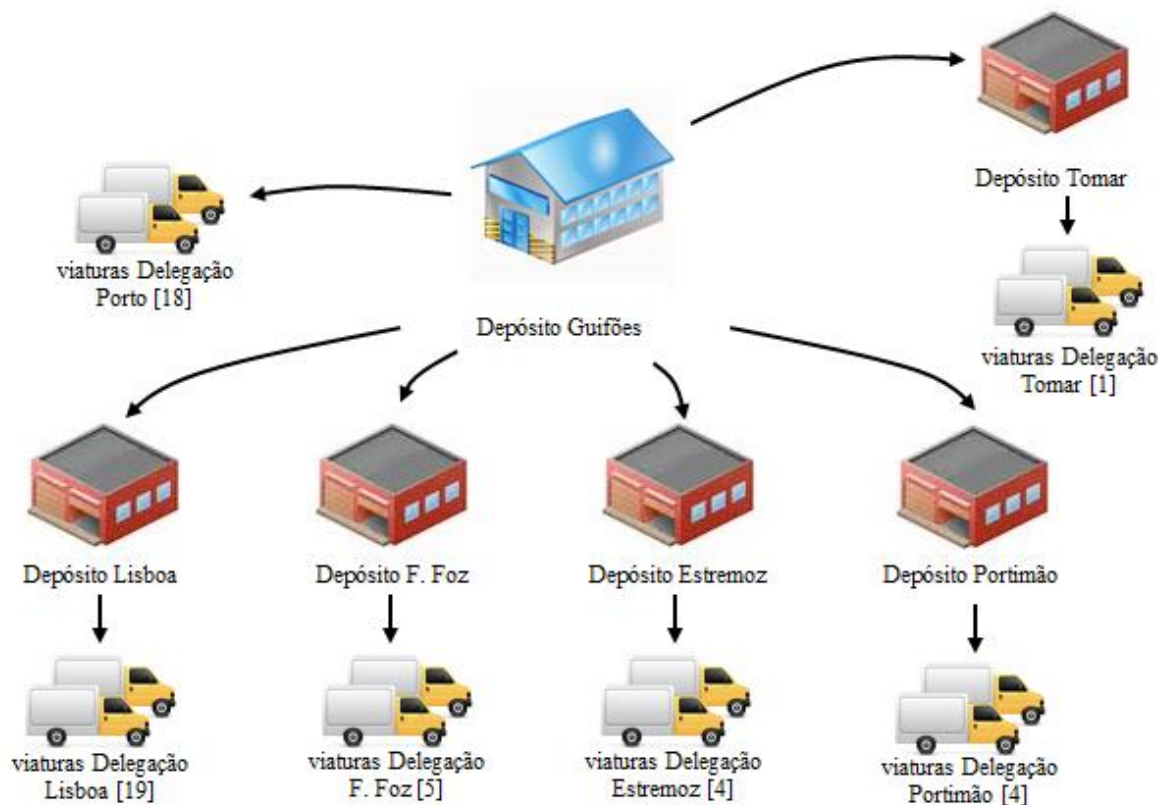 Depósito Tomar
viaturas Delegação
Porto [18]
Depósito Guifões
viaturas Delegação
Tomar [1]
Depósito Lisboa
Depósito F. Foz
Depósito Estremoz
Depósito Portimão
viaturas Delegação
Lisboa [19]
viaturas Delegação
F. Foz [5]
viaturas Delegação
Estremoz [4]
viaturas Delegação
Portimão [4]